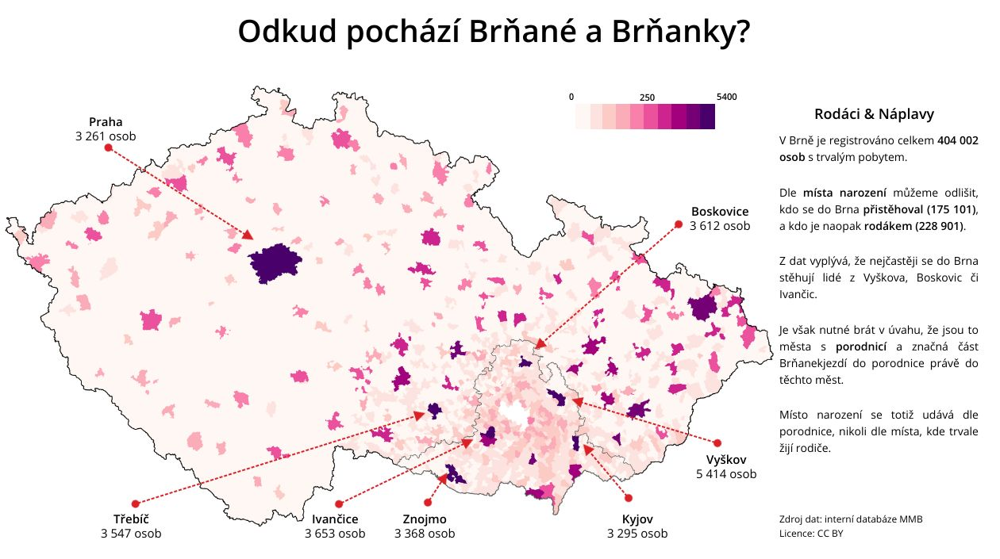 Odkud pochází Brňané a Brňanky?
0 250 5400
Praha
3 261 osob
Boskovice
3 612 osob
Vyškov
5 414 osob
Třebíč
3 547 osob
Ivančice
3 653 osob
Znojmo
3 368 osob
Kyjov
3 295 osob
Rodáci & Náplavy
V Brně je registrováno celkem 404 002
osob s trvalým pobytem.
Dle místa narození můžeme odlišit,
kdo se do Brna přistěhoval (175 101),
a kdo je naopak rodákem (228 901).
Z dat vyplývá, že nejčastěji se do Brna
stěhují lidé z Vyškova, Boskovic či
Ivančic.
Je však nutné brát v úvahu, že jsou to
města s porodnicí a značná část
Brňanekjezdí do porodnice právě do
těchto měst.
Místo narození se totiž udává dle
porodnice, nikoli dle místa, kde trvale
žijí rodiče.
Zdroj dat: interní databáze MMB
Licence: CC BY